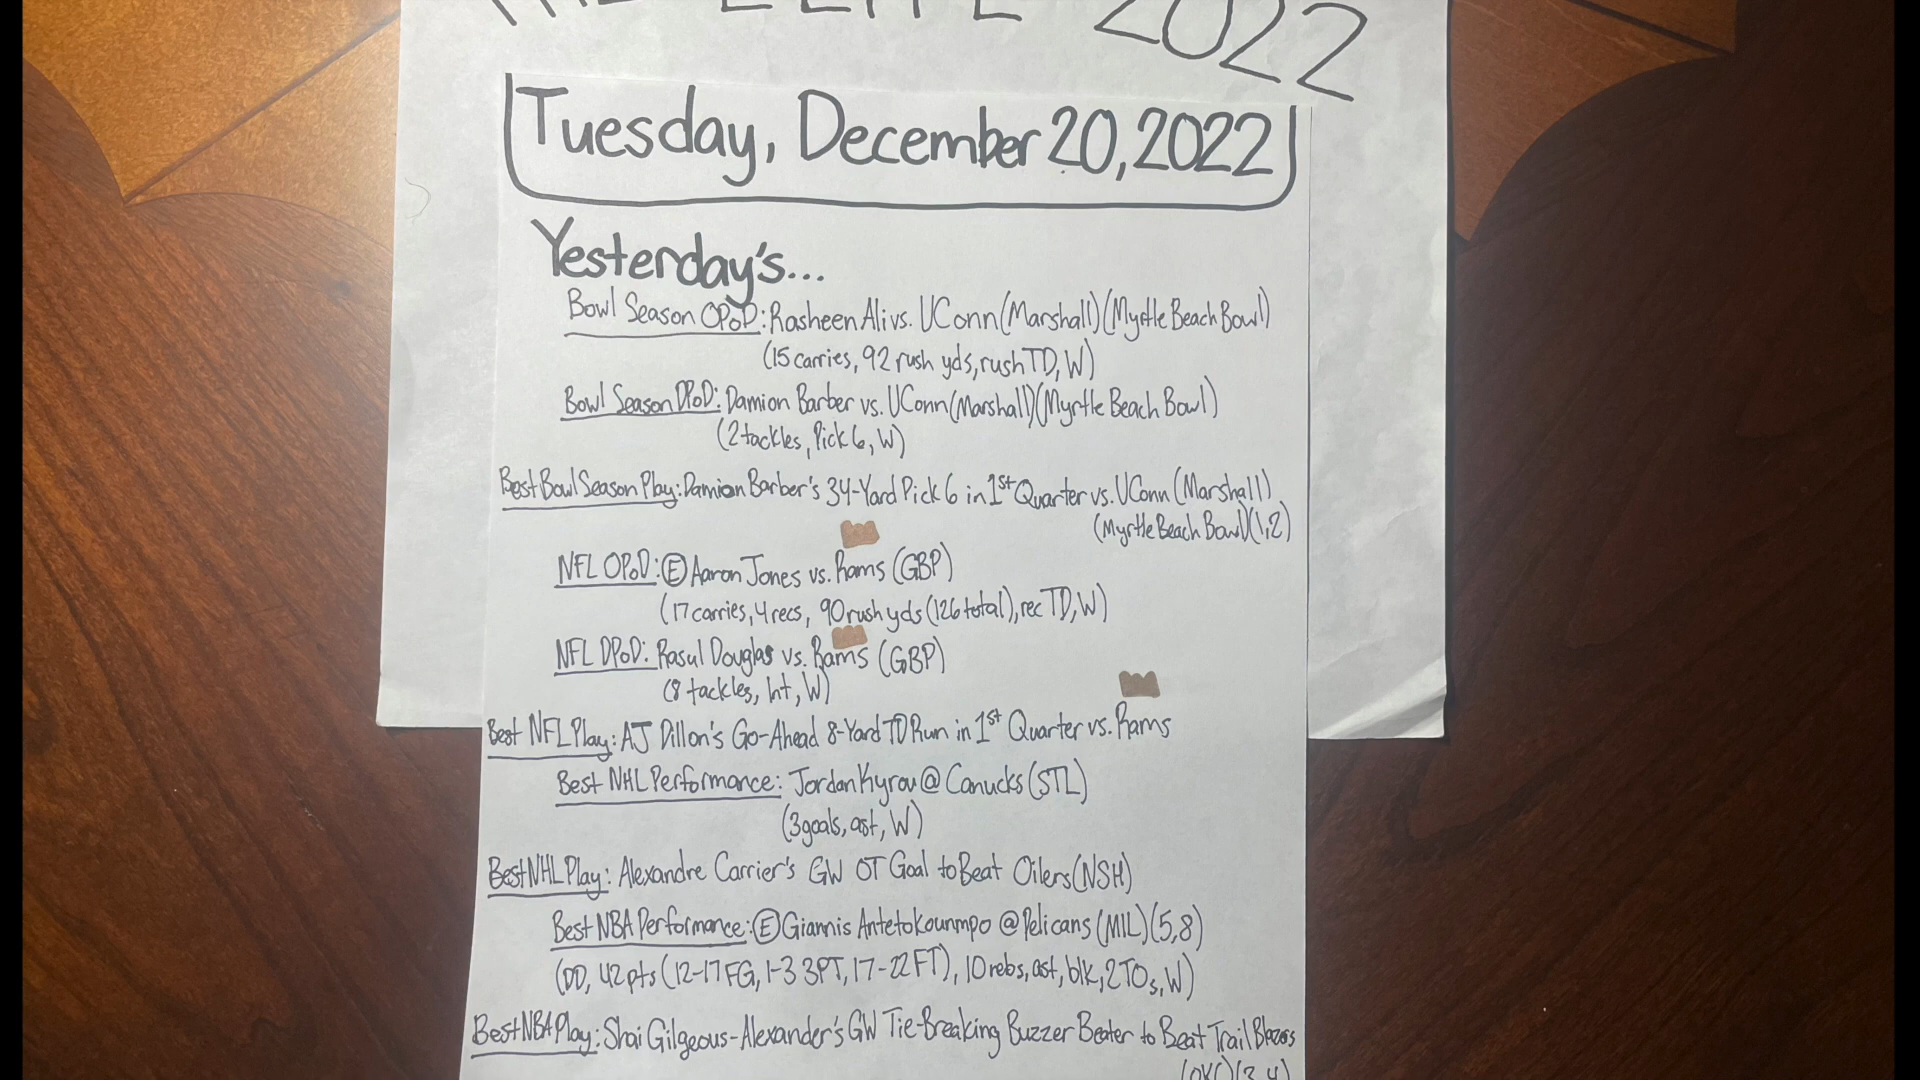 THE ELITE 2022
Tuesday, December 20, 2022
Yesterday's...
Bowl Season OPoD: Rasheen Ali vs. UConn (Marshall) (Myrtle Beach Bowl)
(15 carries, 92 rush yds, rush TD, W)
Bowl Season DPoD: Damion Barber vs. UConn (Marshall) (Myrtle Beach Bowl)
(2 tackles, Pick 6, W)
Best Bowl Season Play: Damion Barber's 34-Yard Pick 6 in 1st Quarter vs. UConn (Marshall)
(Myrtle Beach Bowl) (1,2)
NFL OPoD: Ⓔ Aaron Jones vs. Rams (GBP)
(17 carries, 4 recs, 90 rush yds (126 total), rec TD, W)
NFL DPoD: Rasul Douglas vs. Rams (GBP)
(8 tackles, Int, W)
Best NFL Play: AJ Dillon's Go-Ahead 8-Yard TD Run in 1st Quarter vs. Rams
Best NHL Performance: Jordan Kyrou @ Canucks (STL)
(3 goals, ast, W)
Best NHL Play: Alexandre Carrier's GW OT Goal to Beat Oilers (NSH)
Best NBA Performance: Ⓔ Giannis Antetokounmpo @ Pelicans (MIL) (5,8)
(DD, 42 pts (12-17 FG, 1-3 3PT, 17-22 FT), 10 rebs, ast, blk, 2 TOs, W)
Best NBA Play: Shai Gilgeous-Alexander's GW Tie-Breaking Buzzer Beater to Beat Trail Blazers
(OKC) (3,4)